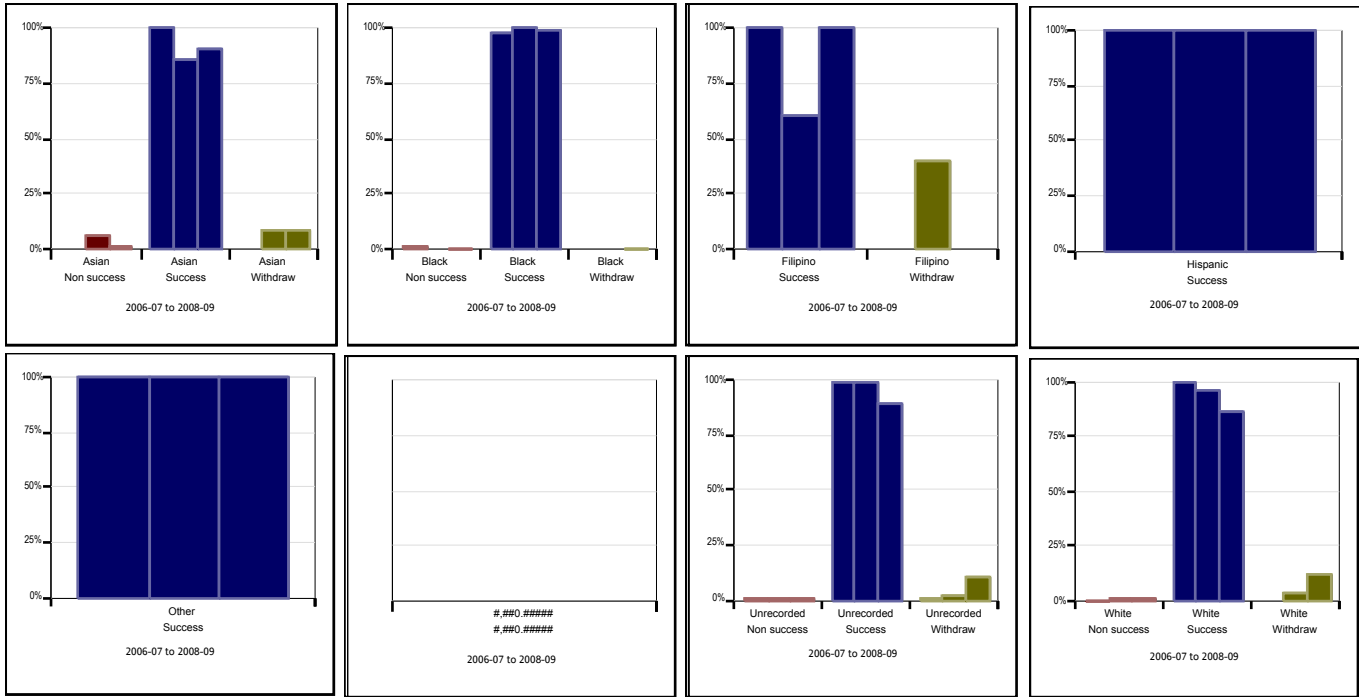 100%
75%
50%
25%
0%
Asian Asian Asian
Non success Success Withdraw
2006-07 to 2008-09
100%
75%
50%
25%
0%
Black Black Black
Non success Success Withdraw
2006-07 to 2008-09
100%
75%
50%
25%
0%
Filipino Filipino
Success Withdraw
2006-07 to 2008-09
100%
75%
50%
25%
0%
Hispanic
Success
2006-07 to 2008-09
100%
75%
50%
25%
0%
Other
Success
2006-07 to 2008-09
#,##0.#####
#,##0.#####
2006-07 to 2008-09
100%
75%
50%
25%
0%
Unrecorded Unrecorded Unrecorded
Non success Success Withdraw
2006-07 to 2008-09
100%
75%
50%
25%
0%
White White White
Non success Success Withdraw
2006-07 to 2008-09